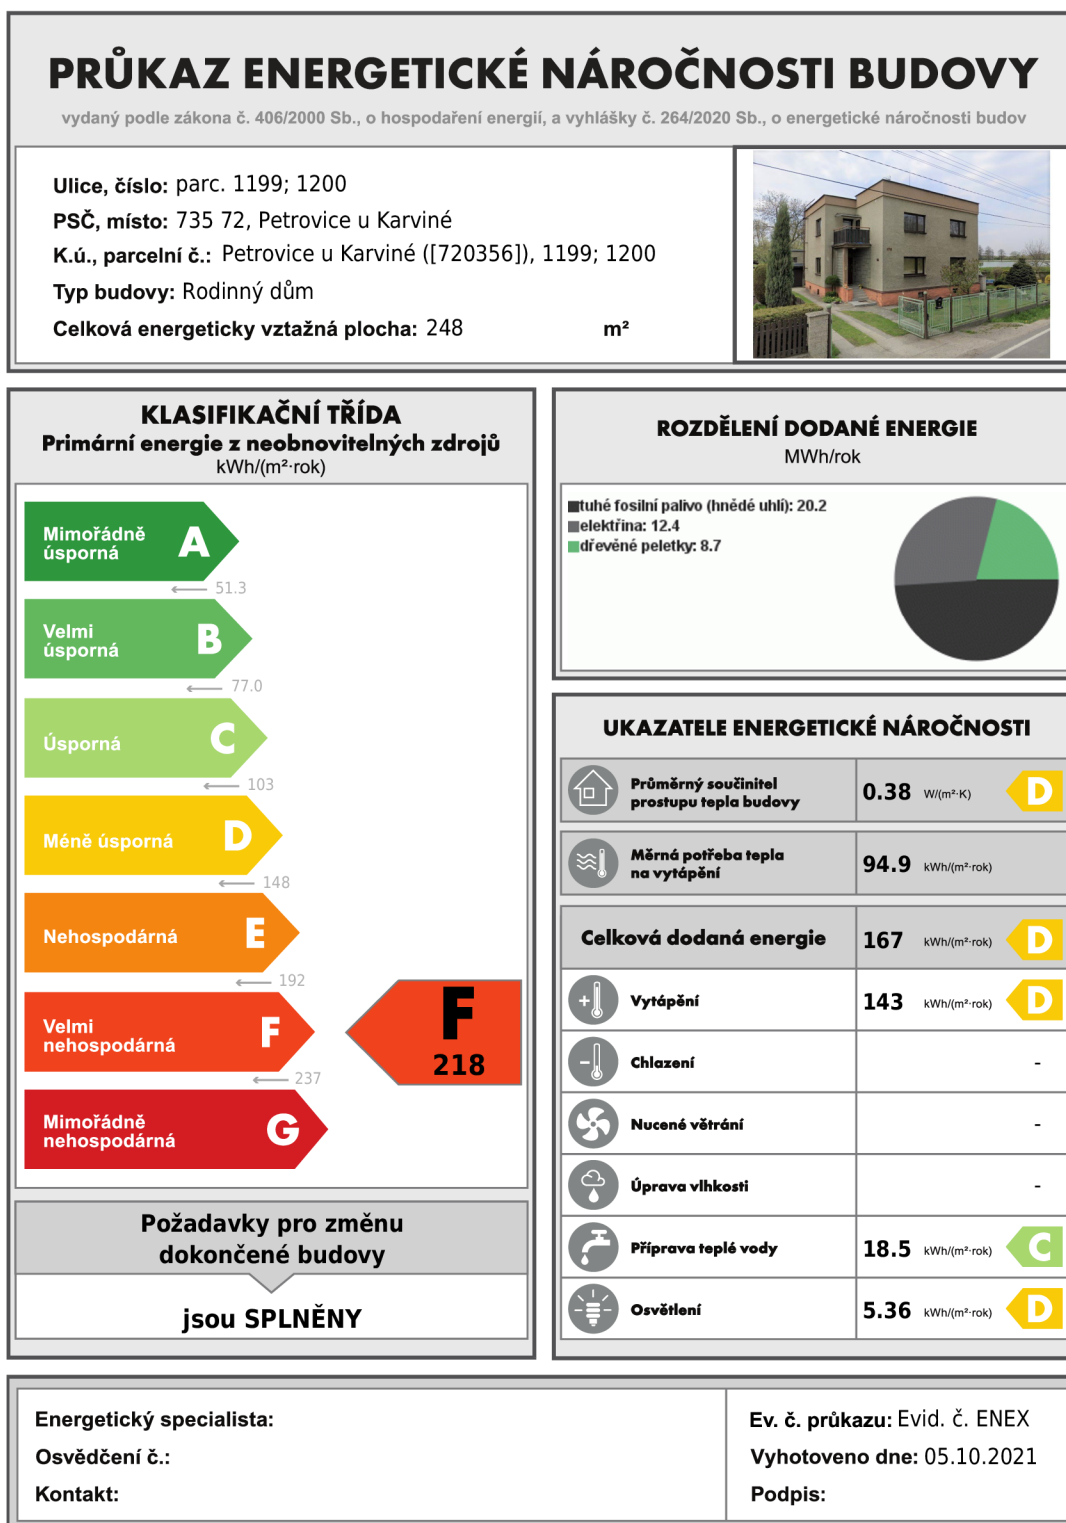 PRŮKAZ ENERGETICKÉ NÁROČNOSTI BUDOVY
vydaný podle zákona č. 406/2000 Sb., o hospodaření energií, a vyhlášky č. 264/2020 Sb., o energetické náročnosti budov
Ulice, číslo: parc. 1199; 1200
PSČ, místo: 735 72, Petrovice u Karviné
K.ú., parcelní č.: Petrovice u Karviné ([720356]), 1199; 1200
Typ budovy: Rodinný dům
Celková energeticky vztažná plocha: 248 m²
KLASIFIKAČNÍ TŘÍDA
Primární energie z neobnovitelných zdrojů
kWh/(m²·rok)
Mimořádně
úsporná
A
51.3
Velmi
úsporná
B
77.0
Úsporná C
103
Méně úsporná D
148
Nehospodárná E
192
Velmi
nehospodárná
F
F
218
237
Mimořádně
nehospodárná
G
Požadavky pro změnu
dokončené budovy
jsou SPLNĚNY
ROZDĚLENÍ DODANÉ ENERGIE
MWh/rok
tuhé fosilní palivo (hnědé uhlí): 20.2
elektřina: 12.4
dřevěné peletky: 8.7
UKAZATELE ENERGETICKÉ NÁROČNOSTI
Průměrný součinitel
prostupu tepla budovy
0.38 W/(m²·K) D
Měrná potřeba tepla
na vytápění
94.9 kWh/(m²·rok)
Celková dodaná energie 167 kWh/(m²·rok) D
Vytápění 143 kWh/(m²·rok) D
Chlazení -
Nucené větrání -
Úprava vlhkosti -
Příprava teplé vody 18.5 kWh/(m²·rok) C
Osvětlení 5.36 kWh/(m²·rok) D
Energetický specialista:
Osvědčení č.:
Kontakt:
Ev. č. průkazu: Evid. č. ENEX
Vyhotoveno dne: 05.10.2021
Podpis: